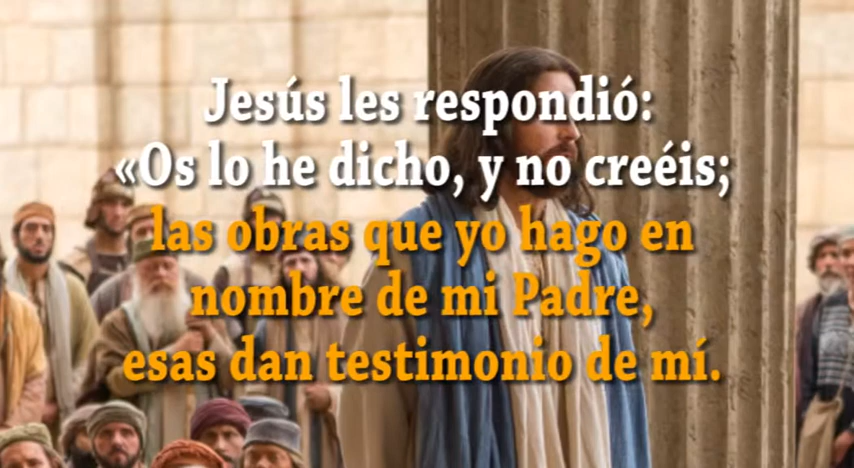 Jesús les respondió:
«Os lo he dicho, y no creéis;
las obras que yo hago en
nombre de mi Padre,
esas dan testimonio de mí.